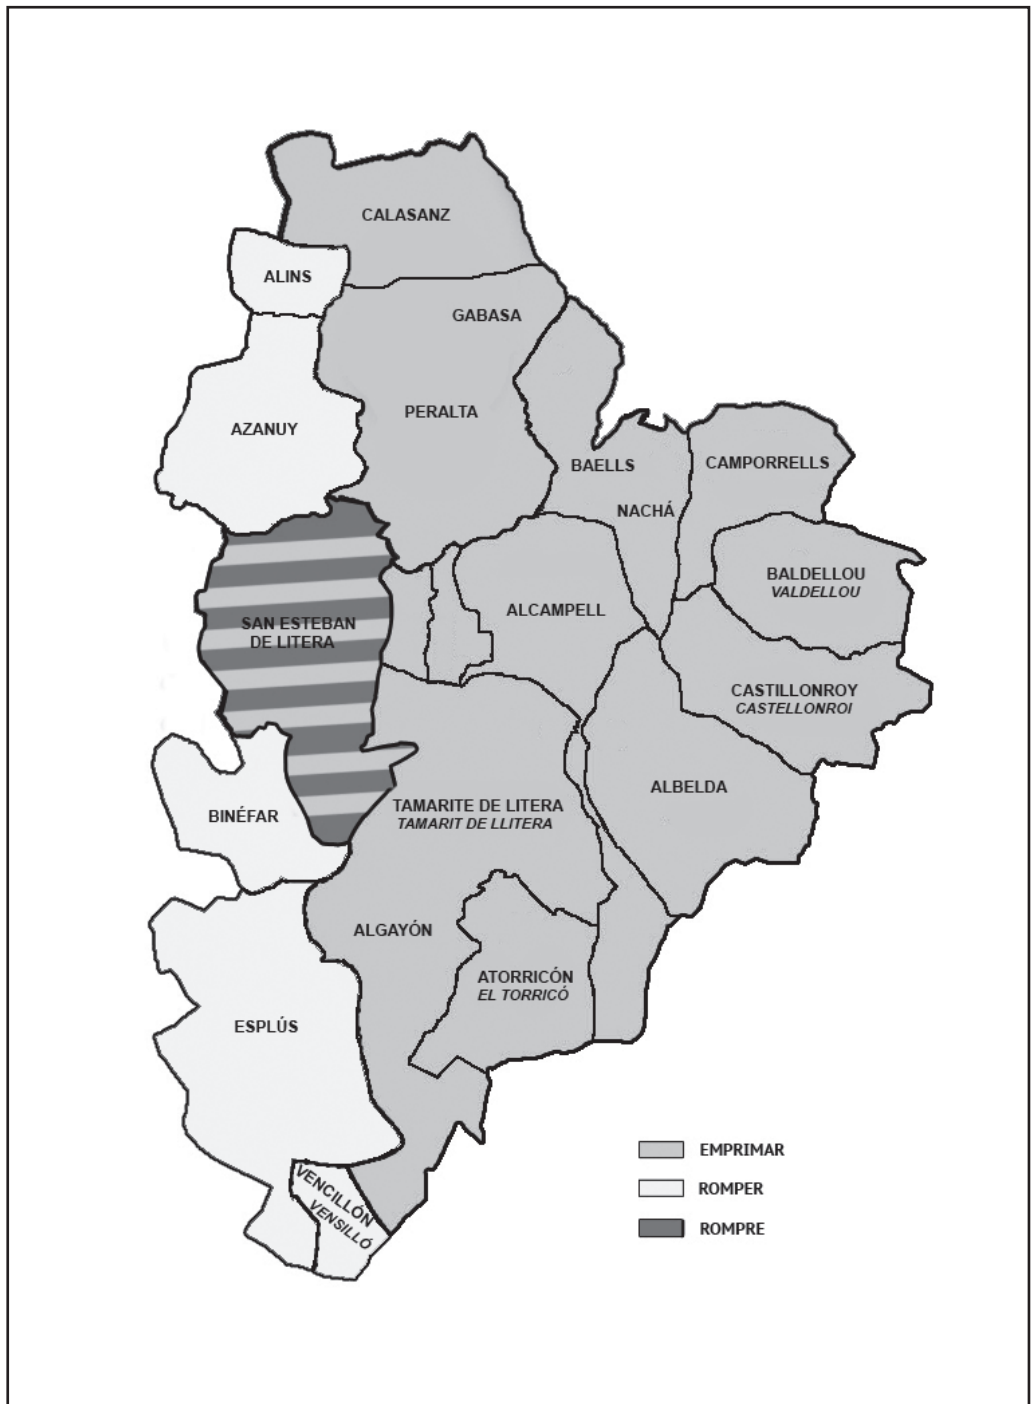 CALASANZ
ALINS
GABASA
PERALTA
AZANUY
BAELLS
CAMPORRELLS
NACHÁ
BALDELLOU
VALDELLOU
ALCAMPELL
SAN ESTEBAN
DE LITERA
CASTILLONROY
CASTELLONROI
ALBELDA
TAMARITE DE LITERA
TAMARIT DE LLITERA
BINÉFAR
ALGAYÓN
ATORRICÓN
EL TORRICÓ
ESPLÚS
VENCILLÓN
VENSILLÓ
EMPRIMAR
ROMPER
ROMPRE